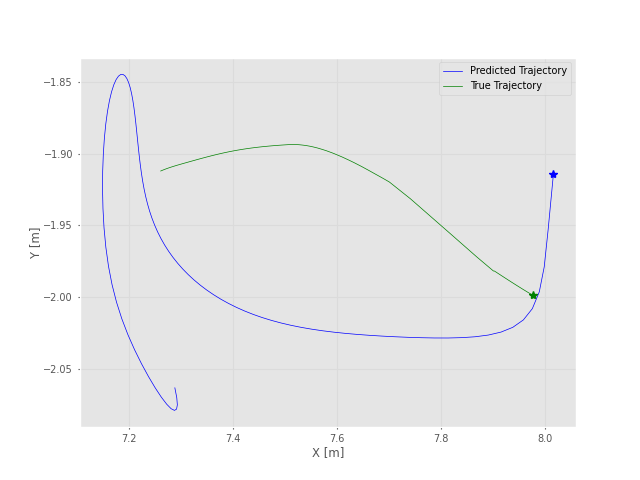 Predicted Trajectory
True Trajectory
−1.85
−1.90
−1.95
−2.00
−2.05
Y [m]
7.2 7.4 7.6 7.8 8.0
X [m]